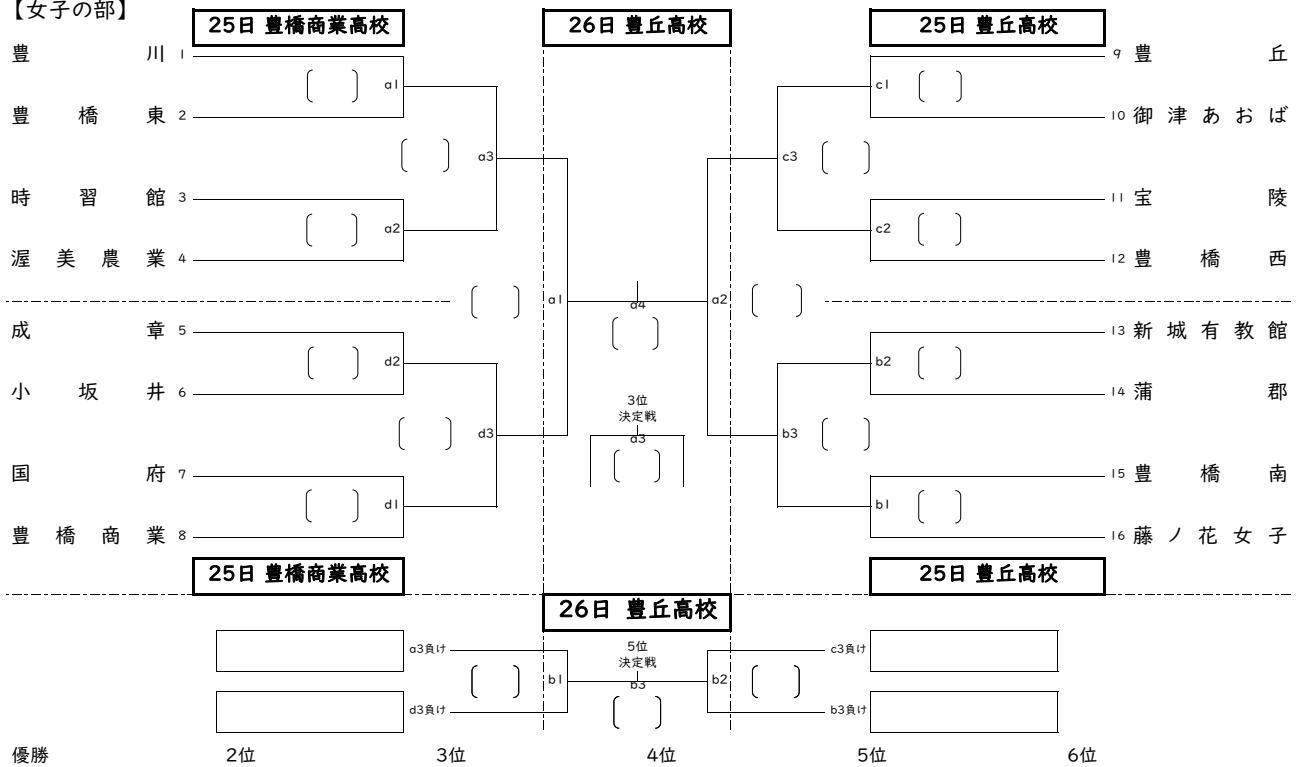 【女子の部】
25日 豊橋商業高校 26日 豊丘高校 25日 豊丘高校
豊川 1 9 豊丘
a1 c1
豊橋東 2 10 御津あおば
a3 c3
時習館 3 11 宝陵
a2 c2
渥美農業 4 12 豊橋西
a1 a4 a2
成章 5 13 新城有教館
d2 b2
小坂井 6 14 蒲郡
3位
決定戦
d3 a3 b3
国府 7 15 豊橋南
d1 b1
豊橋商業 8 16 藤ノ花女子
25日 豊橋商業高校 25日 豊丘高校
26日 豊丘高校
a3負け 5位 c3負け
決定戦
b1 b3 b2
d3負け b3負け
優勝 2位 3位 4位 5位 6位